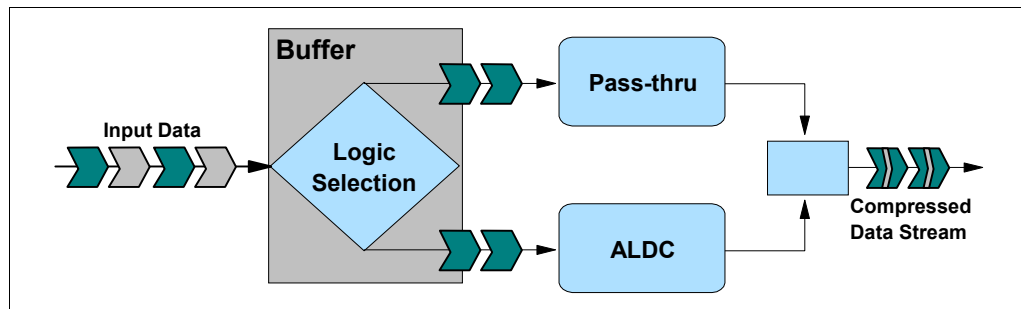 Buffer
Input Data
Logic
Selection
Pass-thru
ALDC
Compressed
Data Stream